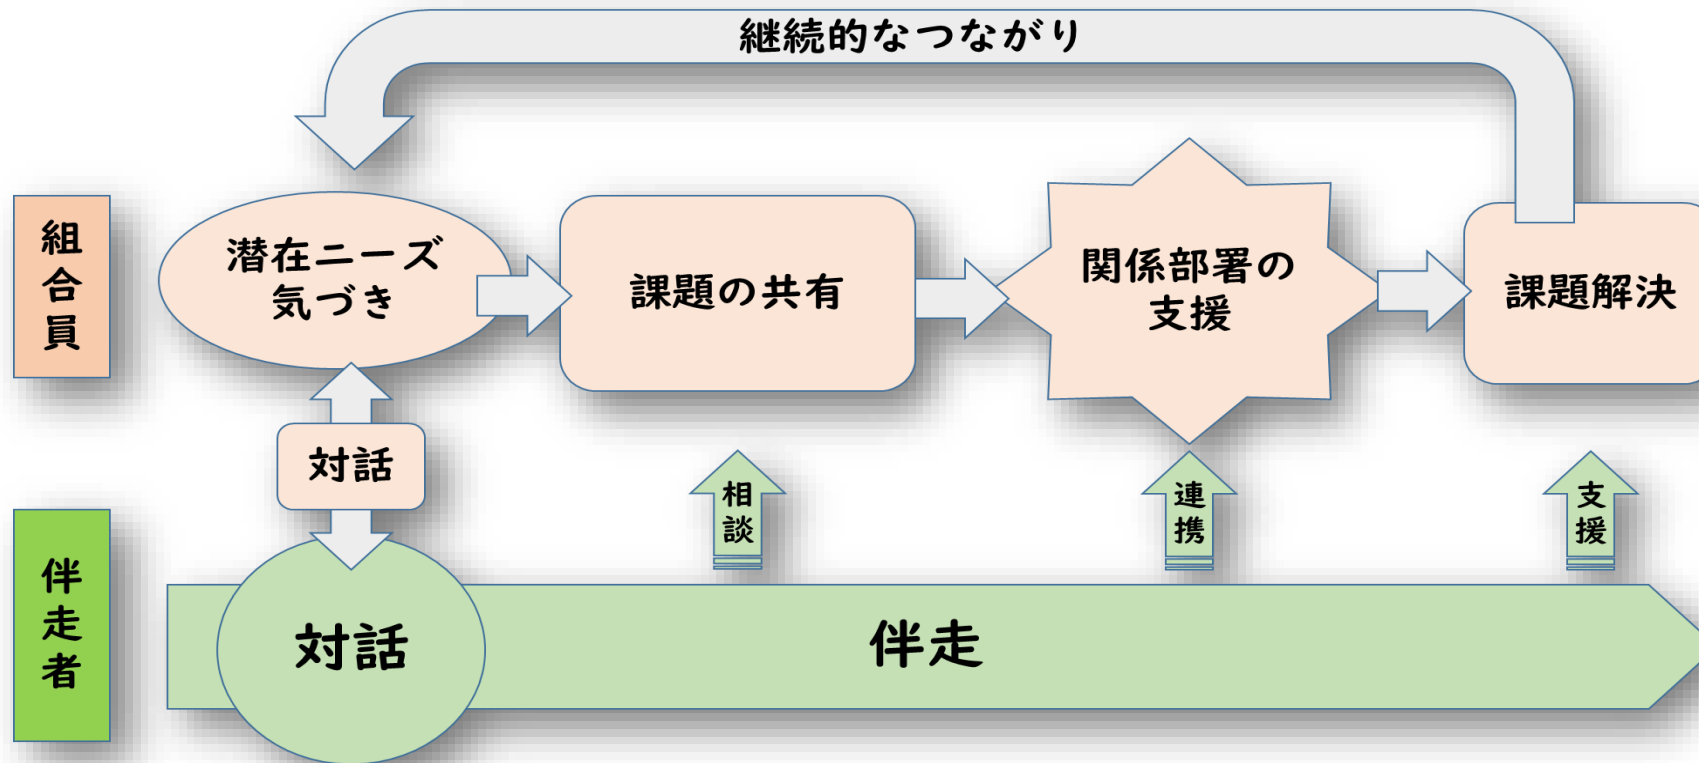 継続的なつながり
組合員
潜在ニーズ
気づき
課題の共有
関係部署の
支援
課題解決
対話
相談
連携
支援
伴走者
対話
伴走